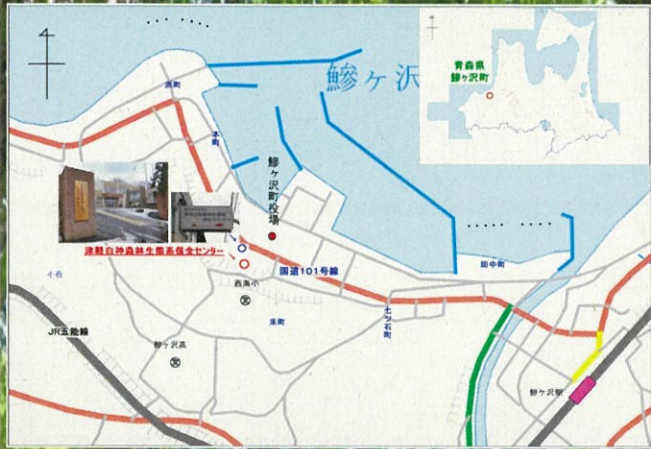 鰺ヶ沢
青森県
鰺ヶ沢町
浜町
本町
鰺ヶ沢町役場
津軽白神森林生態系保全センター
国道101号線
田中町
西海小
七ツ石町
JR五能線
鰺ヶ沢高
鰺ヶ沢駅